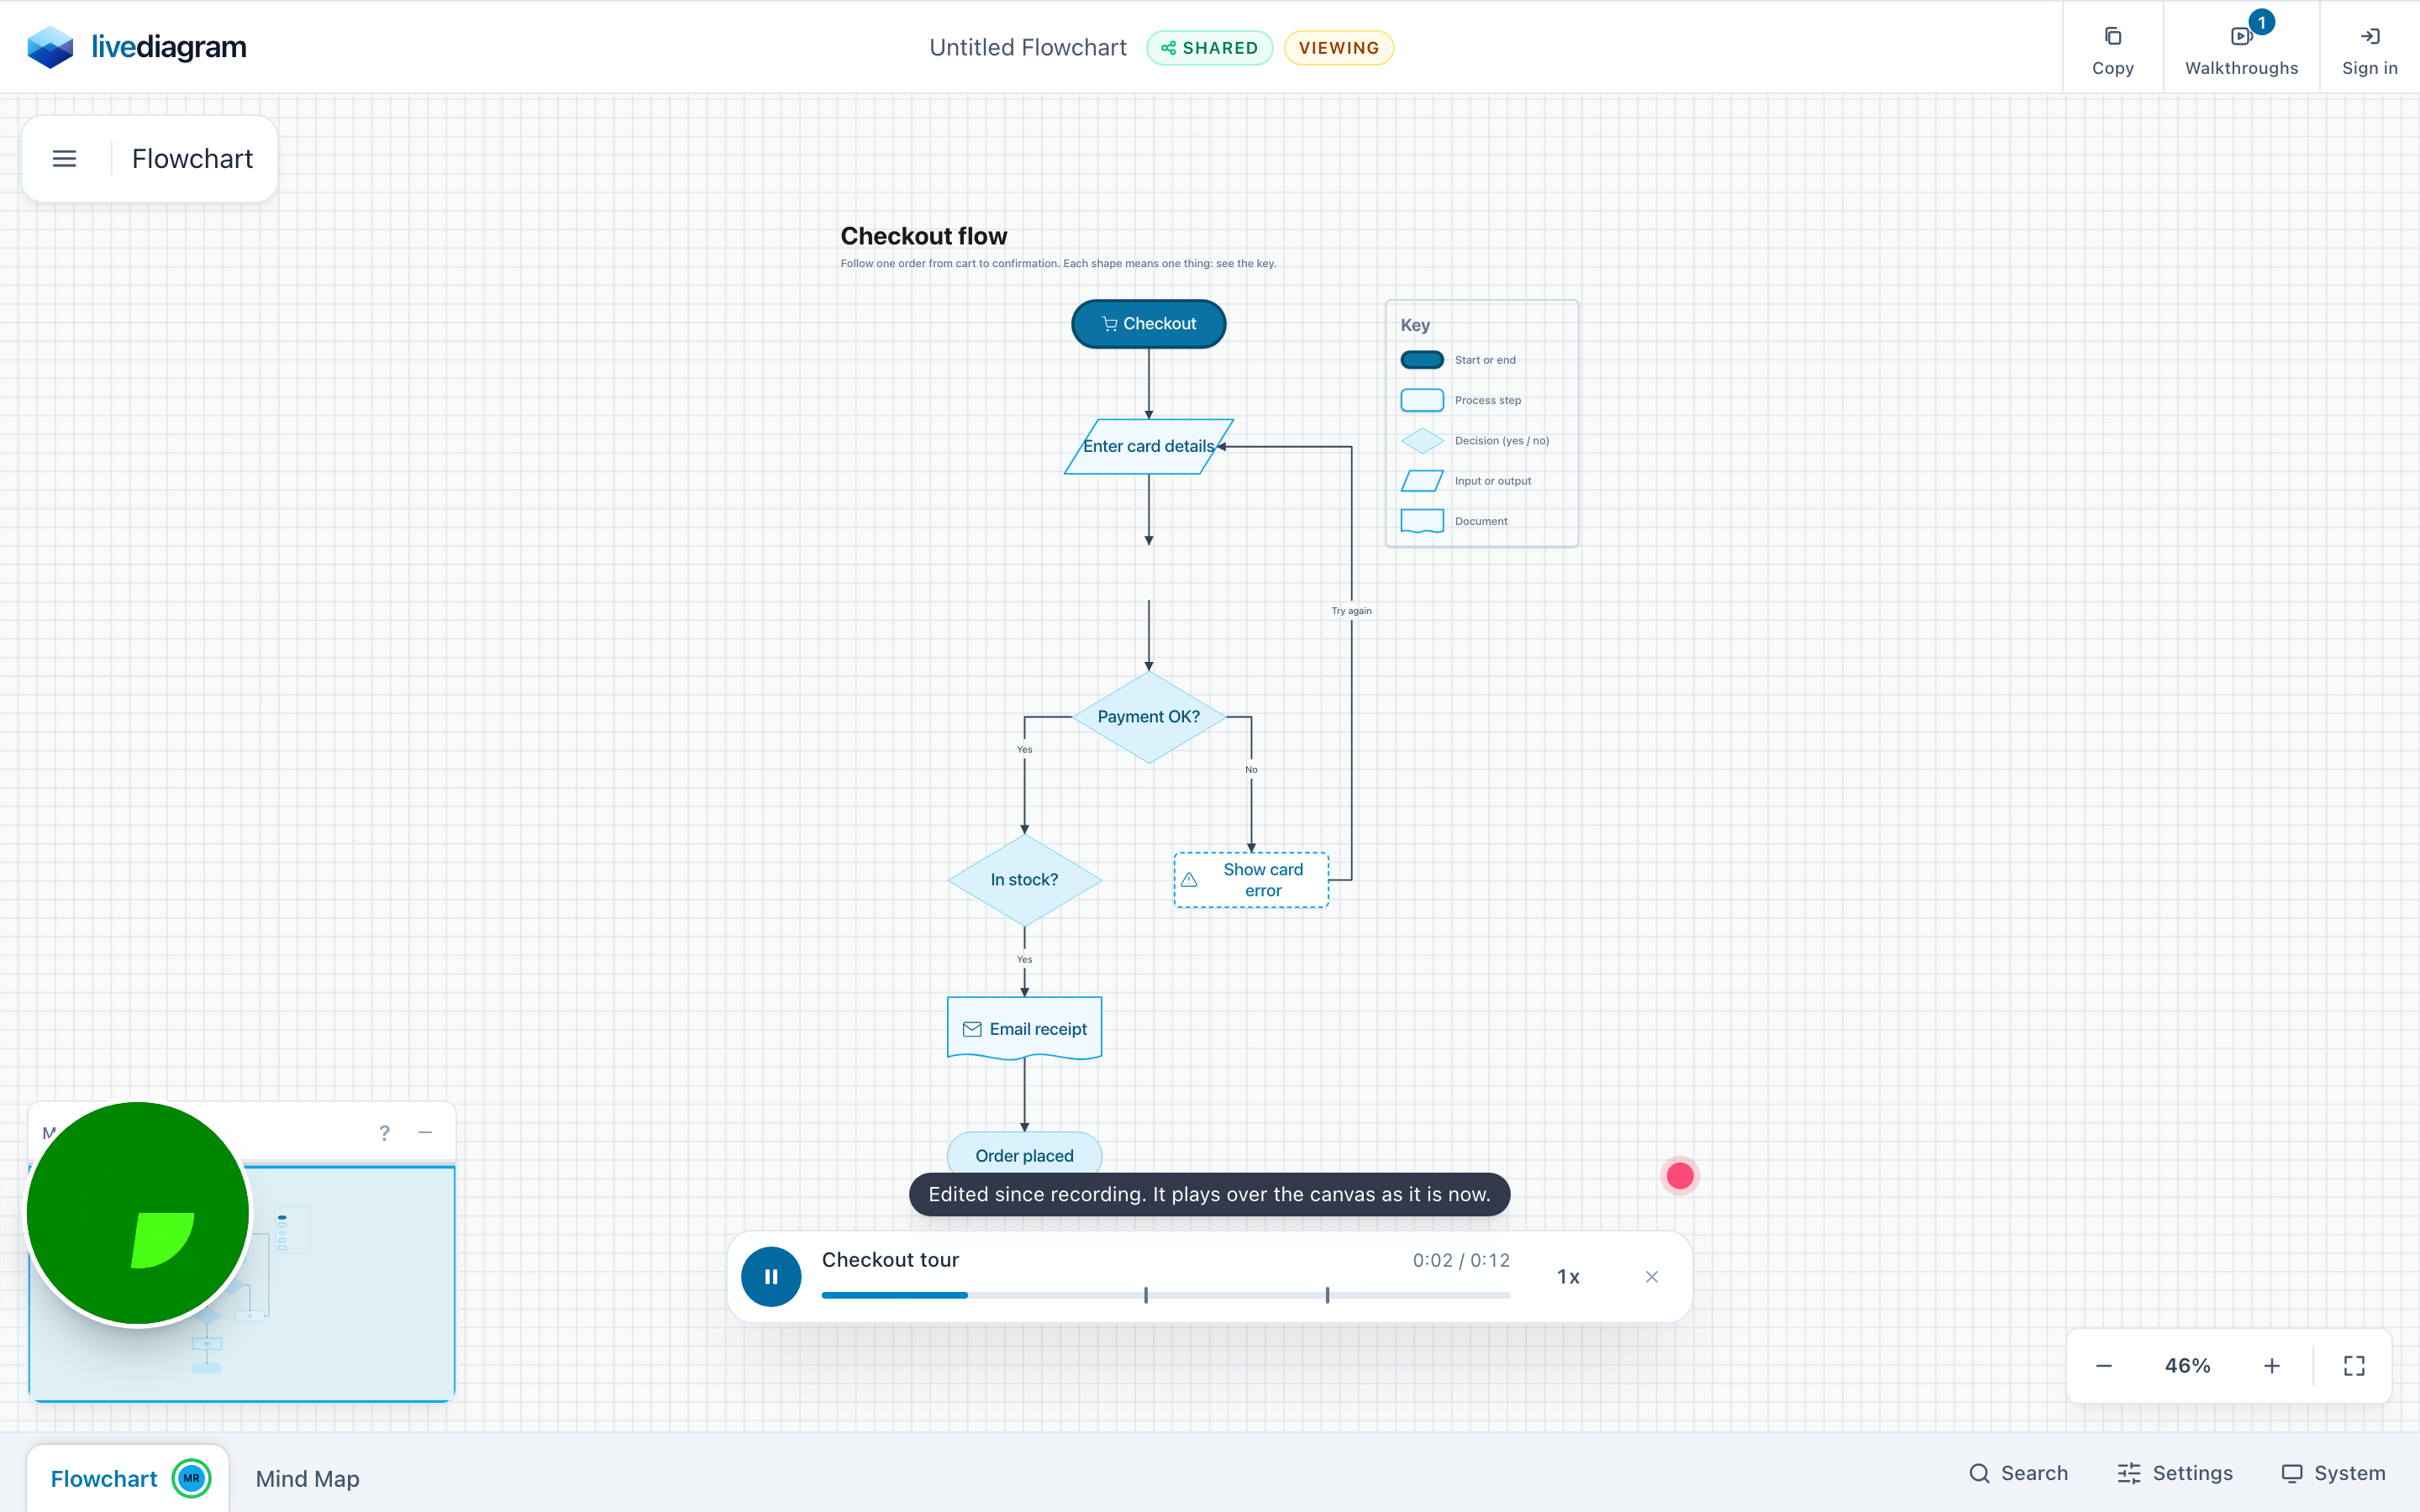 livediagram
Untitled Flowchart
SHARED
VIEWING
Copy
1
Walkthroughs
Sign in
Flowchart
Checkout flow
Follow one order from cart to confirmation. Each shape means one thing: see the key.
Checkout
Key
Start or end
Process step
Decision (yes / no)
Input or output
Document
Enter card details
Try again
Payment OK?
Yes
No
In stock?
Show card
error
Yes
Email receipt
Order placed
Edited since recording. It plays over the canvas as it is now.
?
Checkout tour
0:02 / 0:12
1x
46%
Flowchart
MR
Mind Map
Search
Settings
System